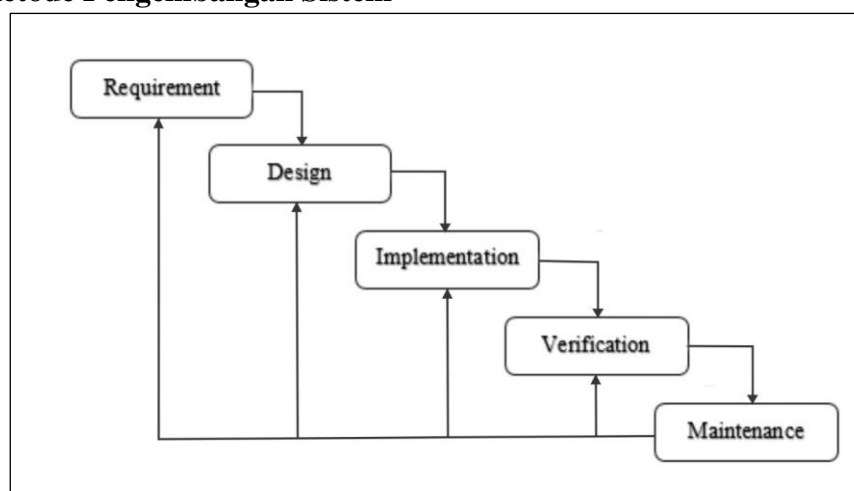 Pengembangan Sistem
Requirement
Design
Implementation
Verification
Maintenance